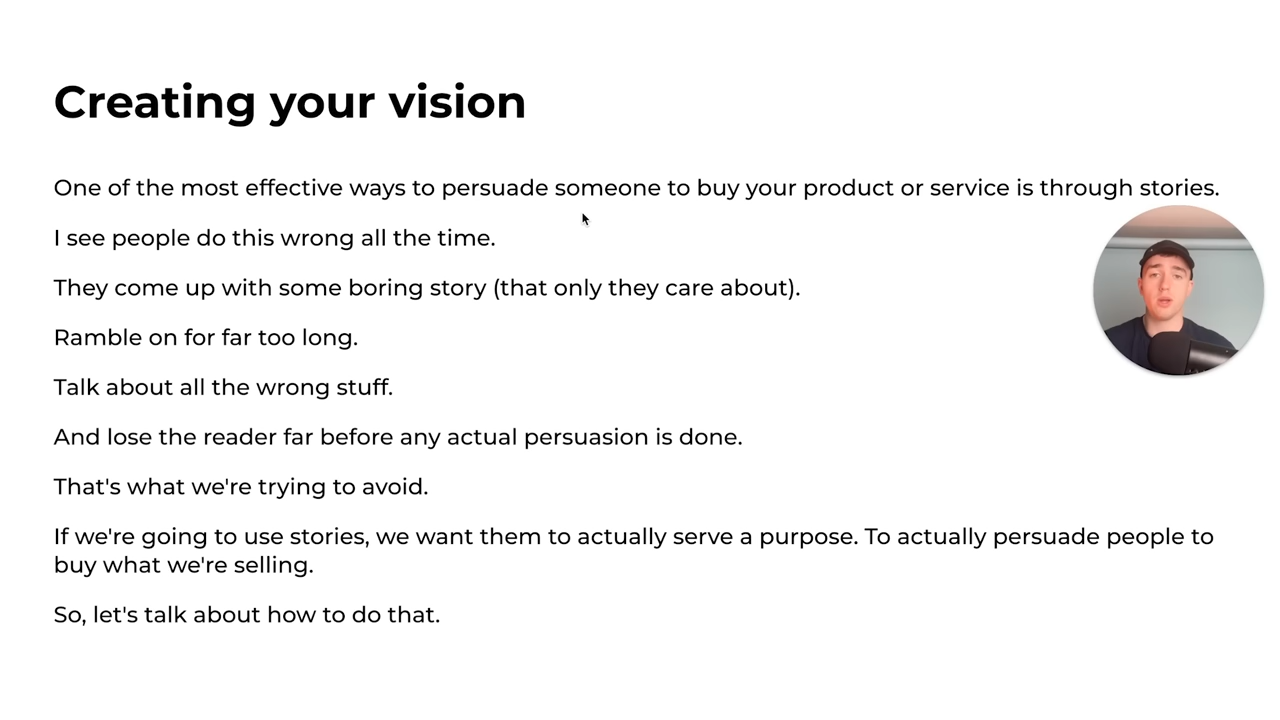 Creating your vision
One of the most effective ways to persuade someone to buy your product or service is through stories.
I see people do this wrong all the time.
They come up with some boring story (that only they care about).
Ramble on for far too long.
Talk about all the wrong stuff.
And lose the reader far before any actual persuasion is done.
That's what we're trying to avoid.
If we're going to use stories, we want them to actually serve a purpose. To actually persuade people to
buy what we're selling.
So, let's talk about how to do that.